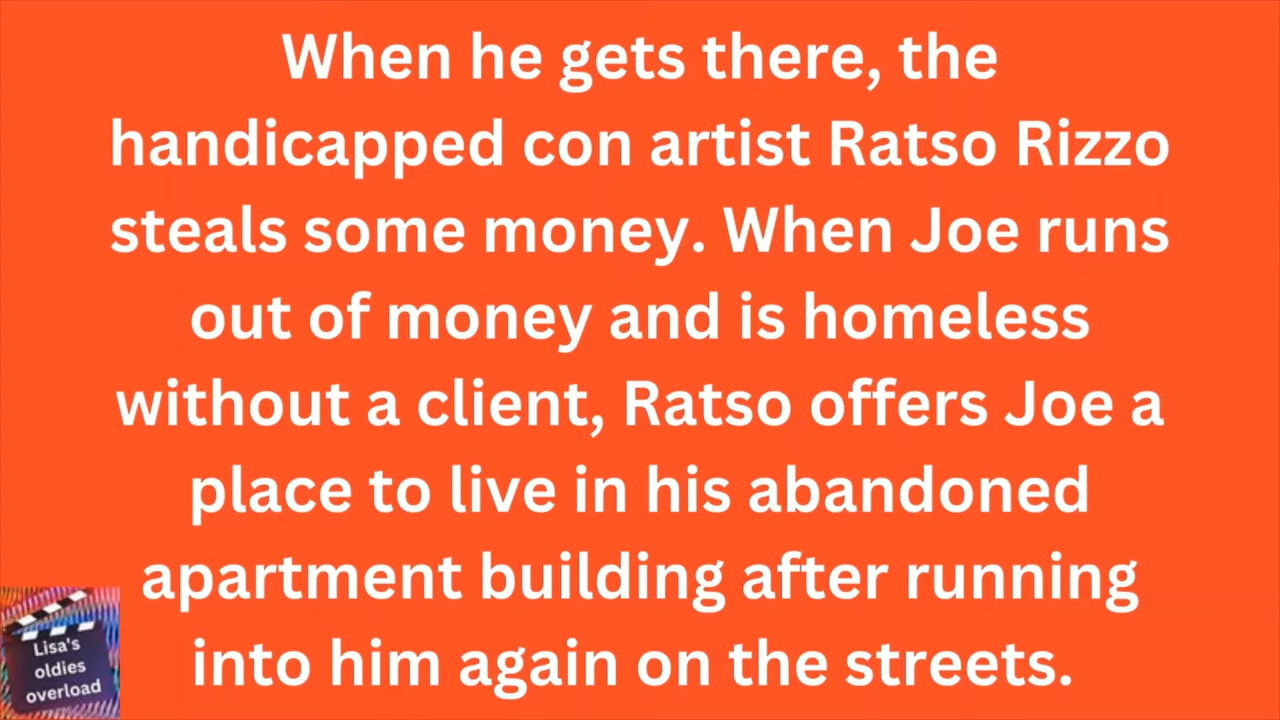 When he gets there, the
handicapped con artist Ratso Rizzo
steals some money. When Joe runs
out of money and is homeless
without a client, Ratso offers Joe a
place to live in his abandoned
apartment building after running
into him again on the streets.
Lisa's
oldies
overload